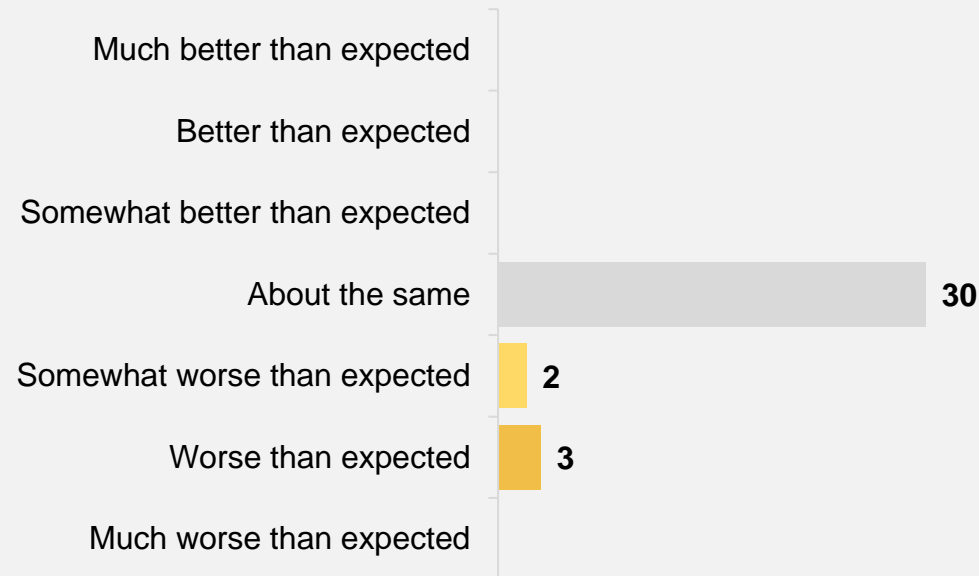 Much better than expected
Better than expected
Somewhat better than expected
About the same 30
Somewhat worse than expected 2
Worse than expected 3
Much worse than expected